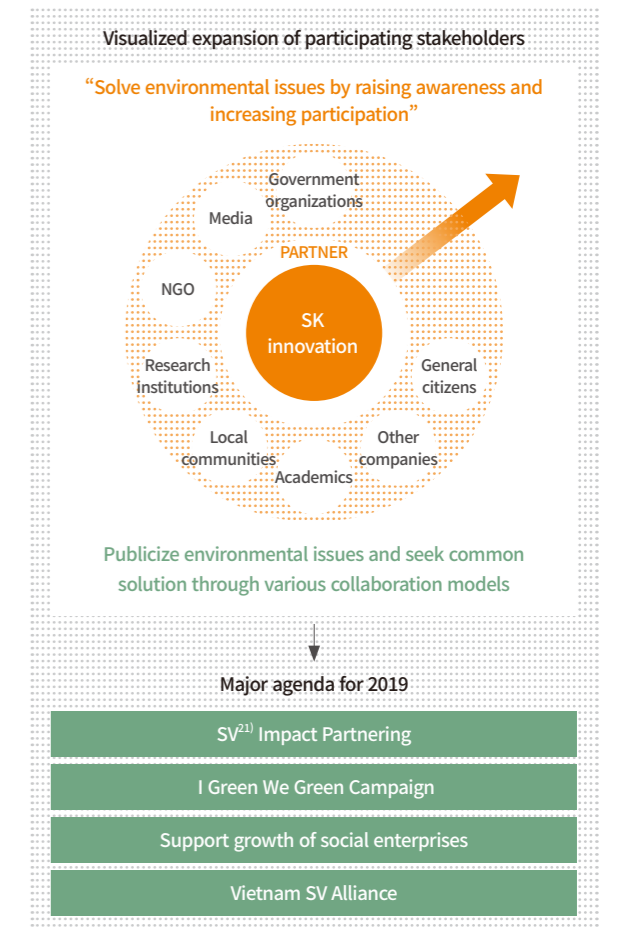 Visualized expansion of participating stakeholders
“Solve environmental issues by raising awareness and
increasing participation”
Government
organizations
Media
PARTNER
NGO
SK
innovation
Research
institutions
General
citizens
Local
communities
Other
companies
Academics
Publicize environmental issues and seek common
solution through various collaboration models
Major agenda for 2019
SV21) Impact Partnering
I Green We Green Campaign
Support growth of social enterprises
Vietnam SV Alliance